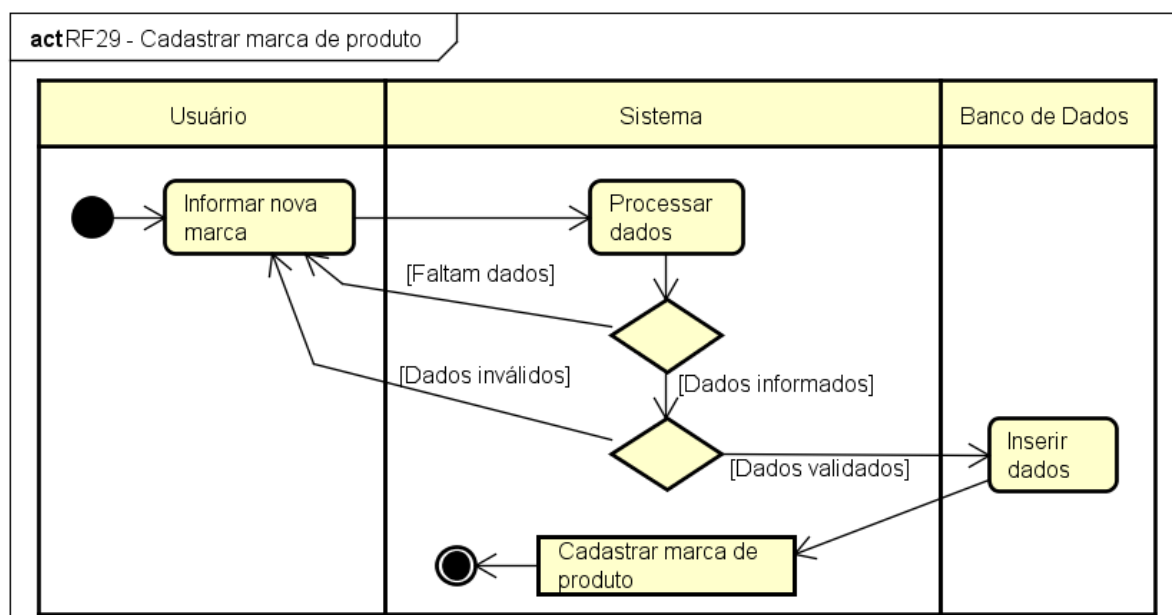 act RF29 - Cadastrar marca de produto
Usuário
Sistema
Banco de Dados
Informar nova
marca
Processar
dados
[Faltam dados]
[Dados inválidos]
[Dados informados]
Inserir
dados
[Dados validados]
Cadastrar marca de
produto